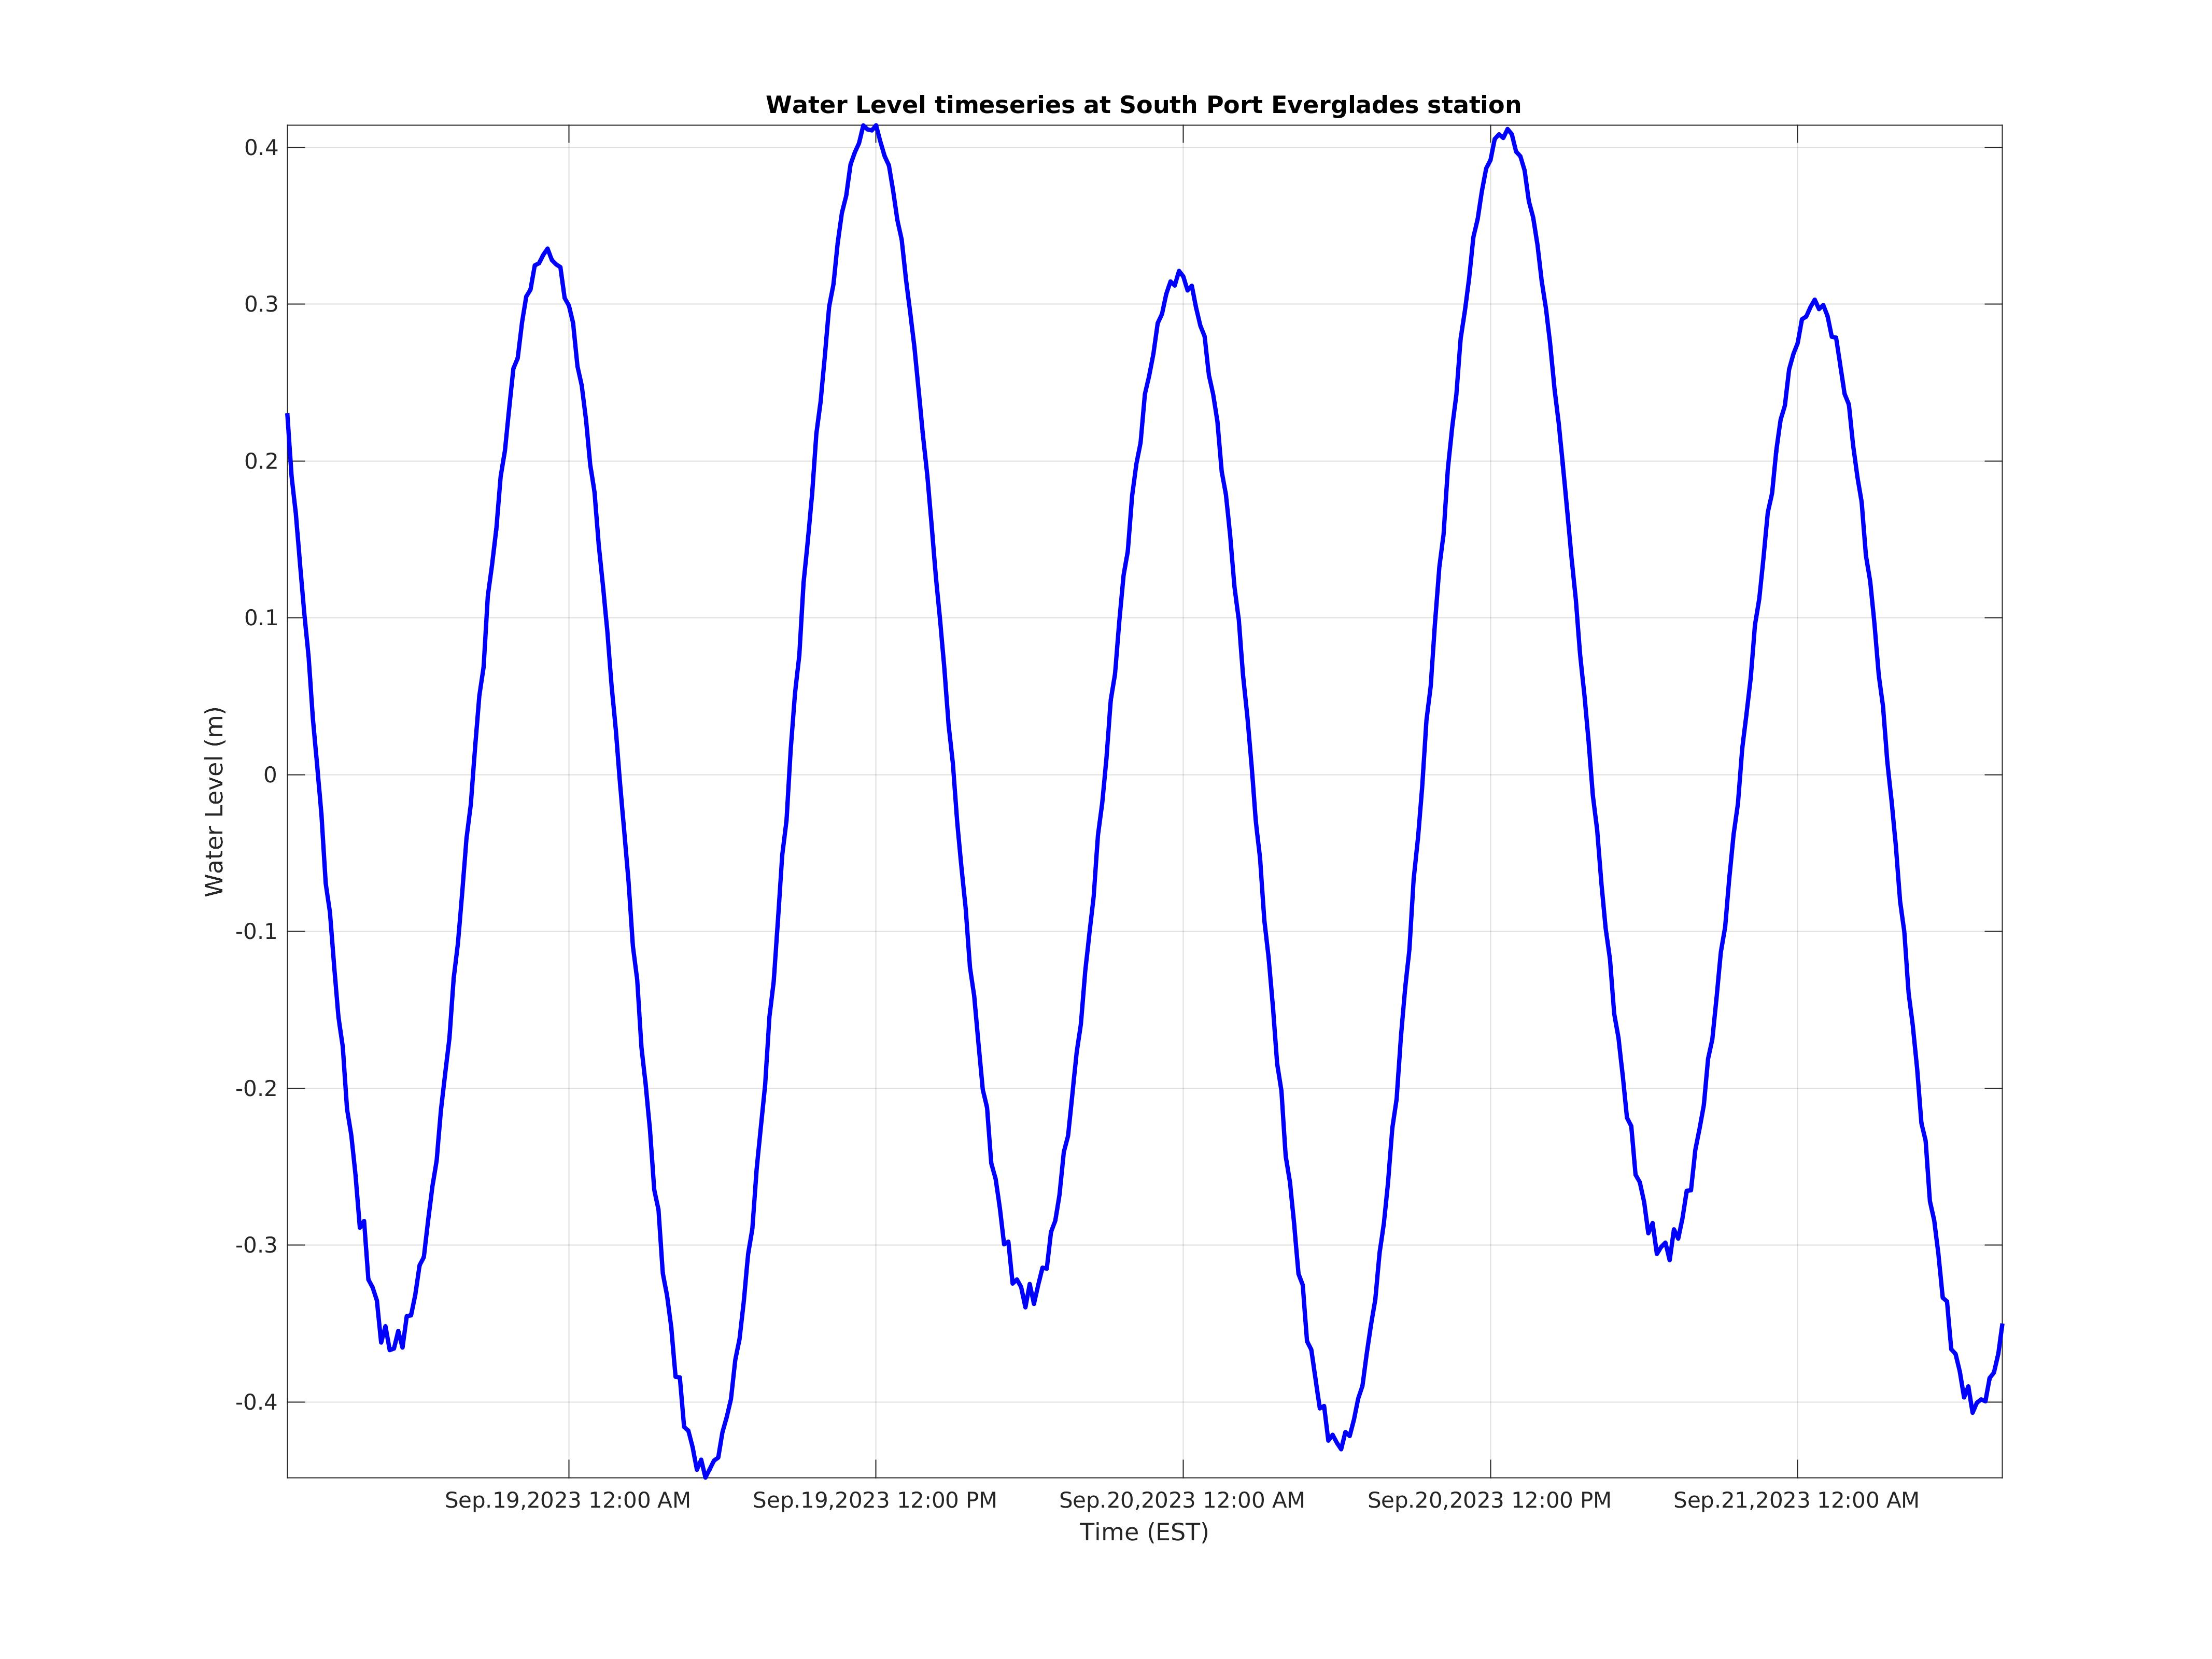 Water Level timeseries at South Port Everglades station
0.4
0.3
0.2
0.1
0
-0.1
-0.2
-0.3
-0.4
Water Level (m)
Sep.19,2023 12:00 AM
Sep.19,2023 12:00 PM
Sep.20,2023 12:00 AM
Sep.20,2023 12:00 PM
Sep.21,2023 12:00 AM
Time (EST)